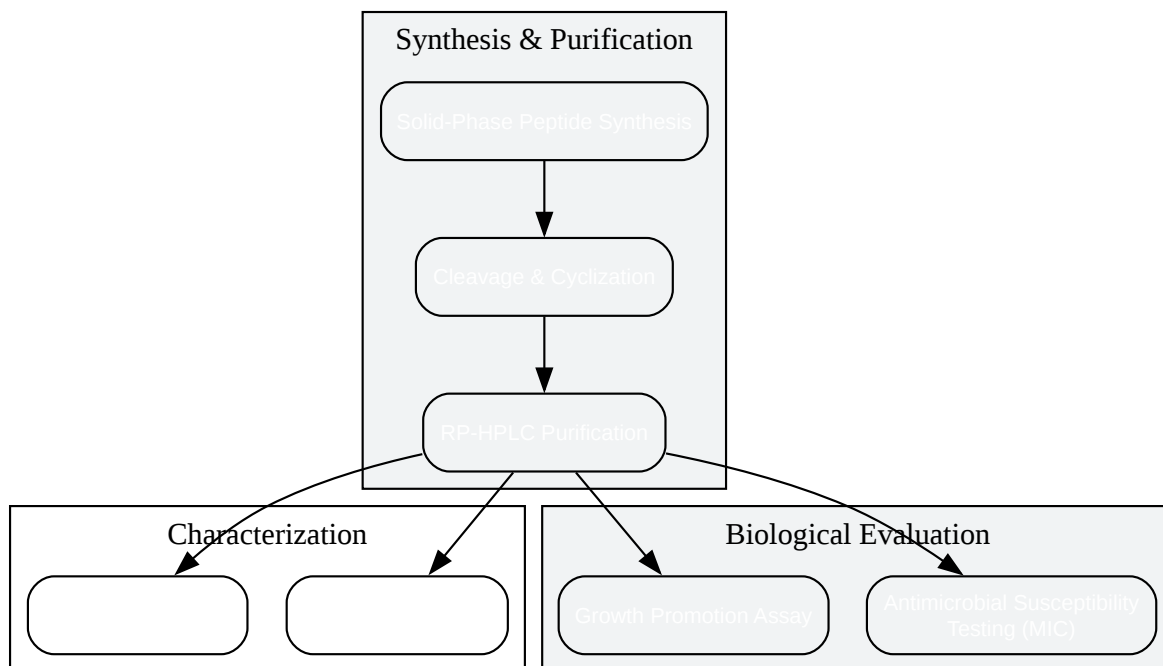 Synthesis & Purification
Solid-Phase Peptide Synthesis
Cleavage & Cyclization
RP-HPLC Purification
Characterization
Biological Evaluation
Growth Promotion Assay
Antimicrobial Susceptibility
Testing (MIC)